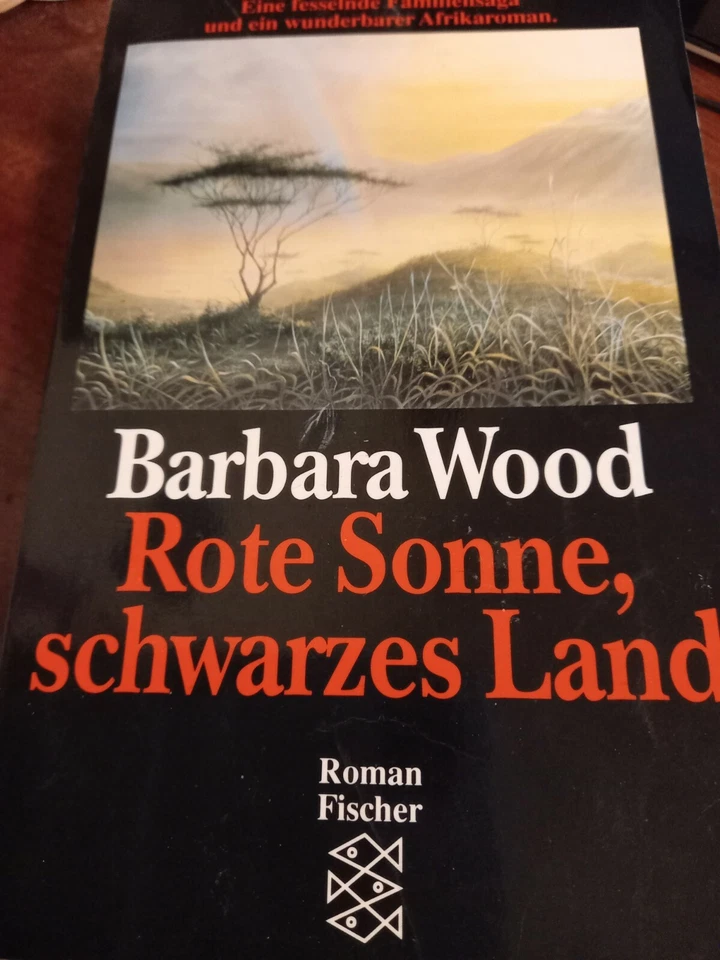 Eine fesselnde Familiensaga
und ein wunderbarer Afrikaroman.
Barbara Wood
Rote Sonne,
schwarzes Land
Roman
Fischer